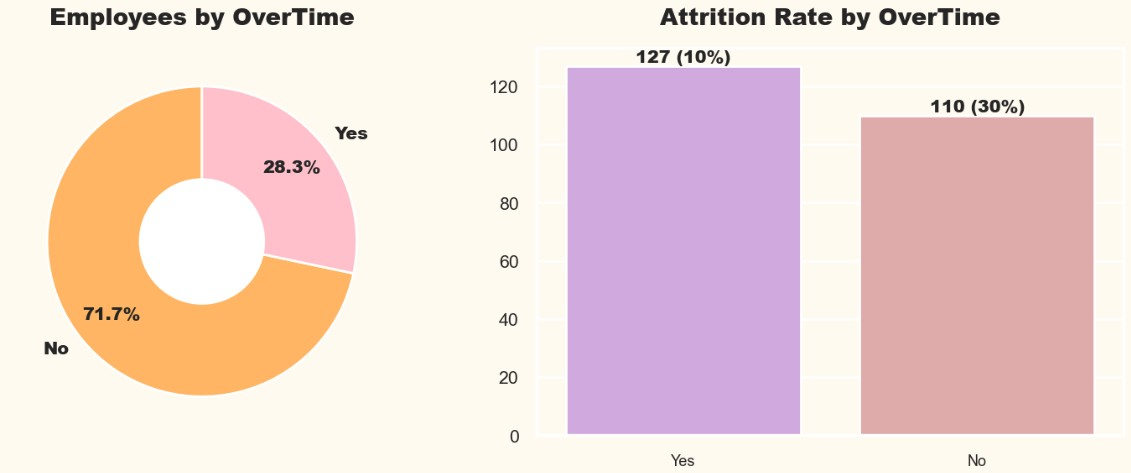 Employees by OverTime
Yes
28.3%
71.7%
No
Attrition Rate by OverTime
127 (10%)
110 (30%)
120
100
80
60
40
20
0
Yes
No